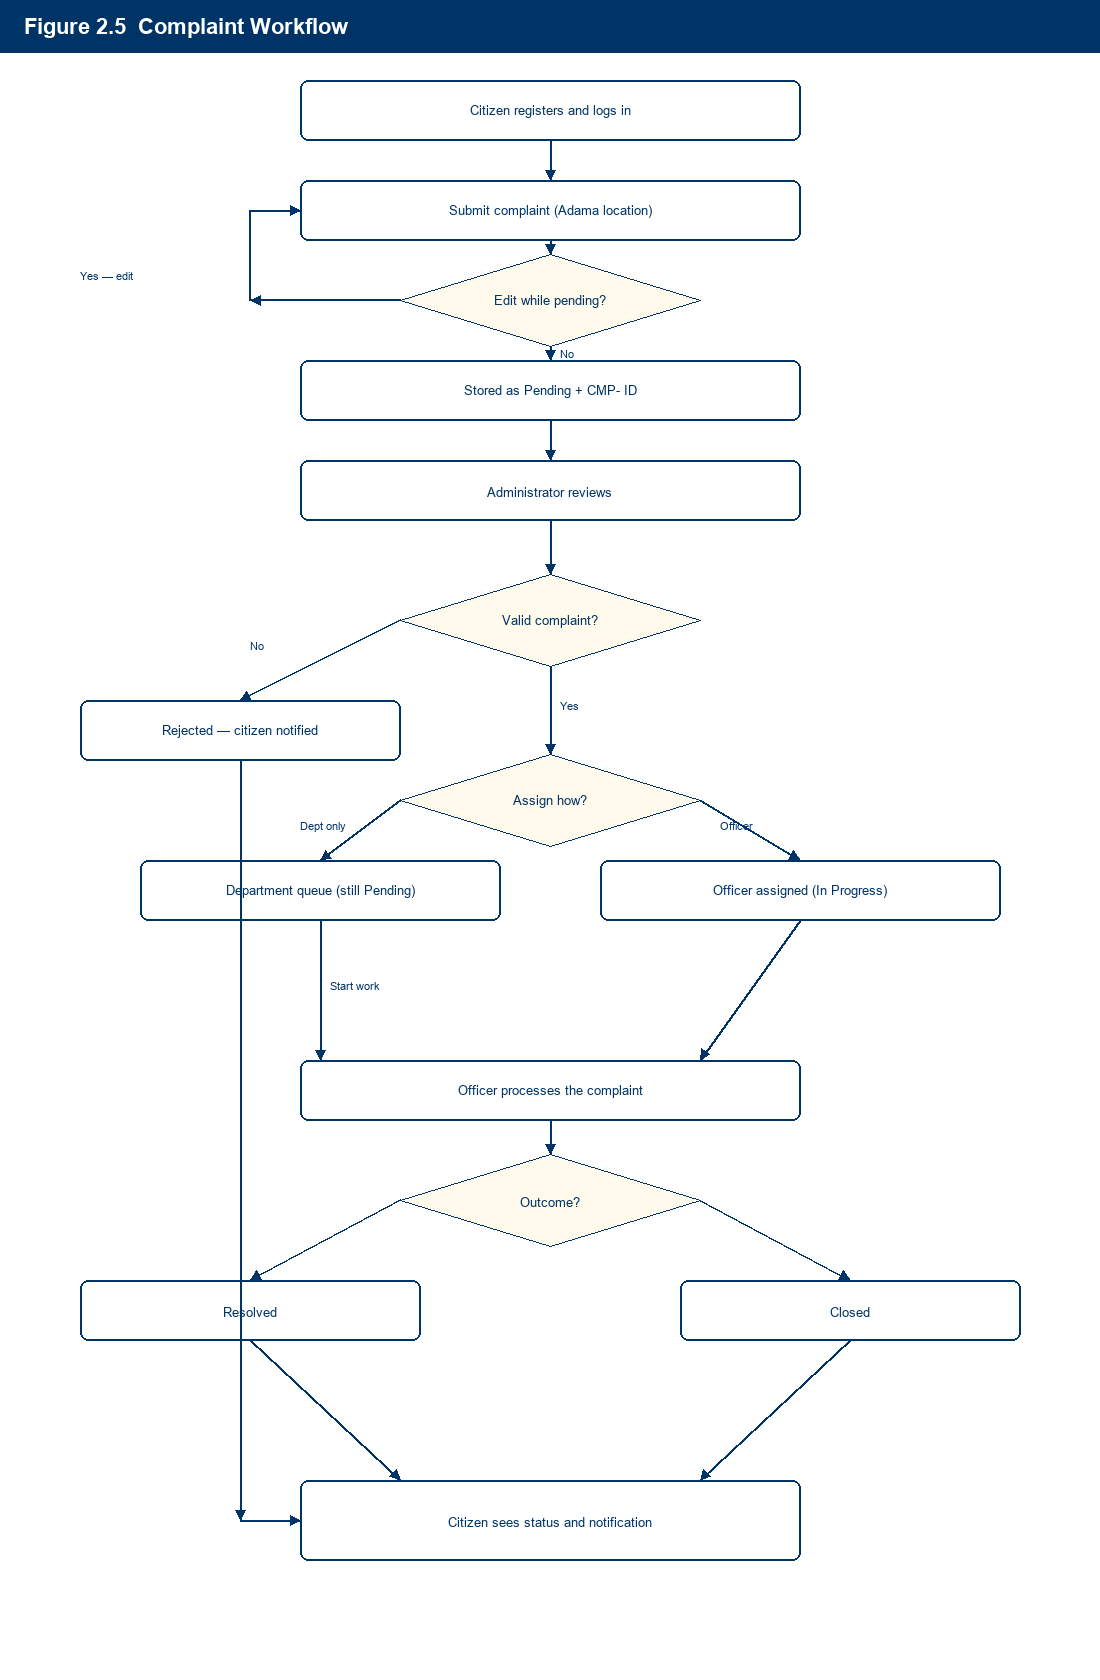 Figure 2.5  Complaint Workflow
Citizen registers and logs in
Submit complaint (Adama location)
Yes — edit
Edit while pending?
No
Stored as Pending + CMP- ID
Administrator reviews
Valid complaint?
No
Yes
Rejected — citizen notified
Assign how?
Dept only
Officer
Department queue (still Pending)
Officer assigned (In Progress)
Start work
Officer processes the complaint
Outcome?
Resolved
Closed
Citizen sees status and notification